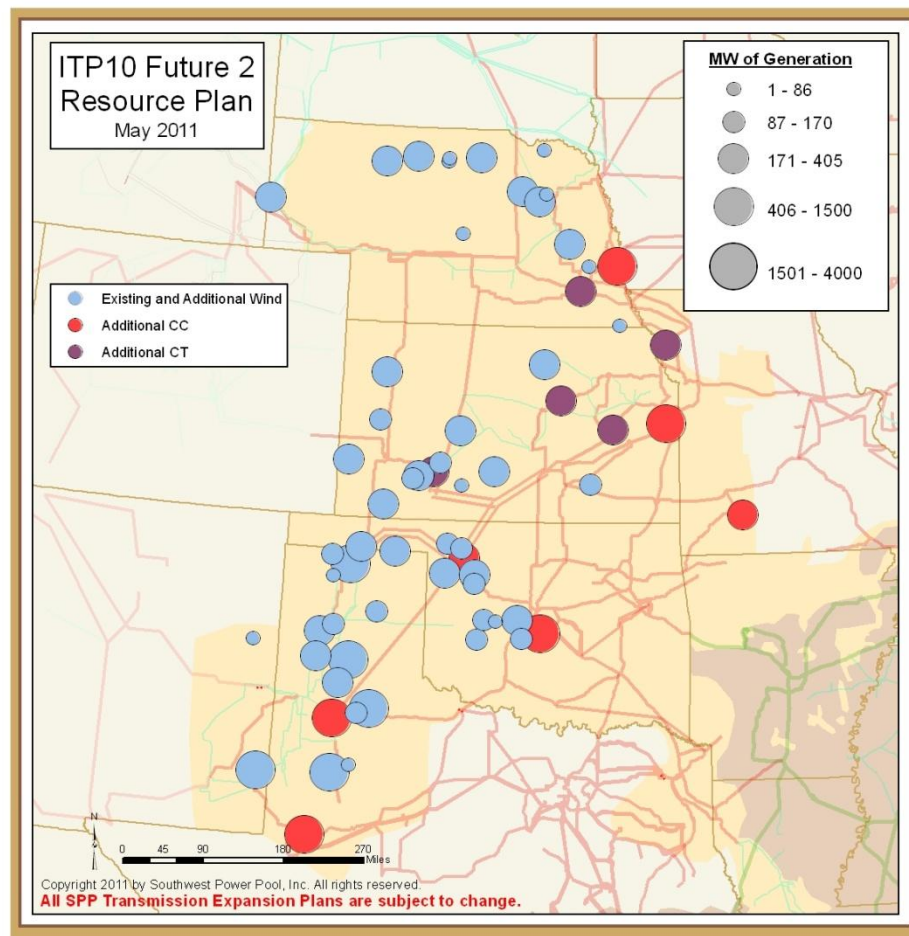 ITP10 Future 2
Resource Plan
May 2011
MW of Generation
1 - 86
87 - 170
171 - 405
406 - 1500
1501 - 4000
Existing and Additional Wind
Additional CC
Additional CT
N
0 45 90 180 270
Miles
Copyright 2011 by Southwest Power Pool, Inc. All rights reserved.
All SPP Transmission Expansion Plans are subject to change.